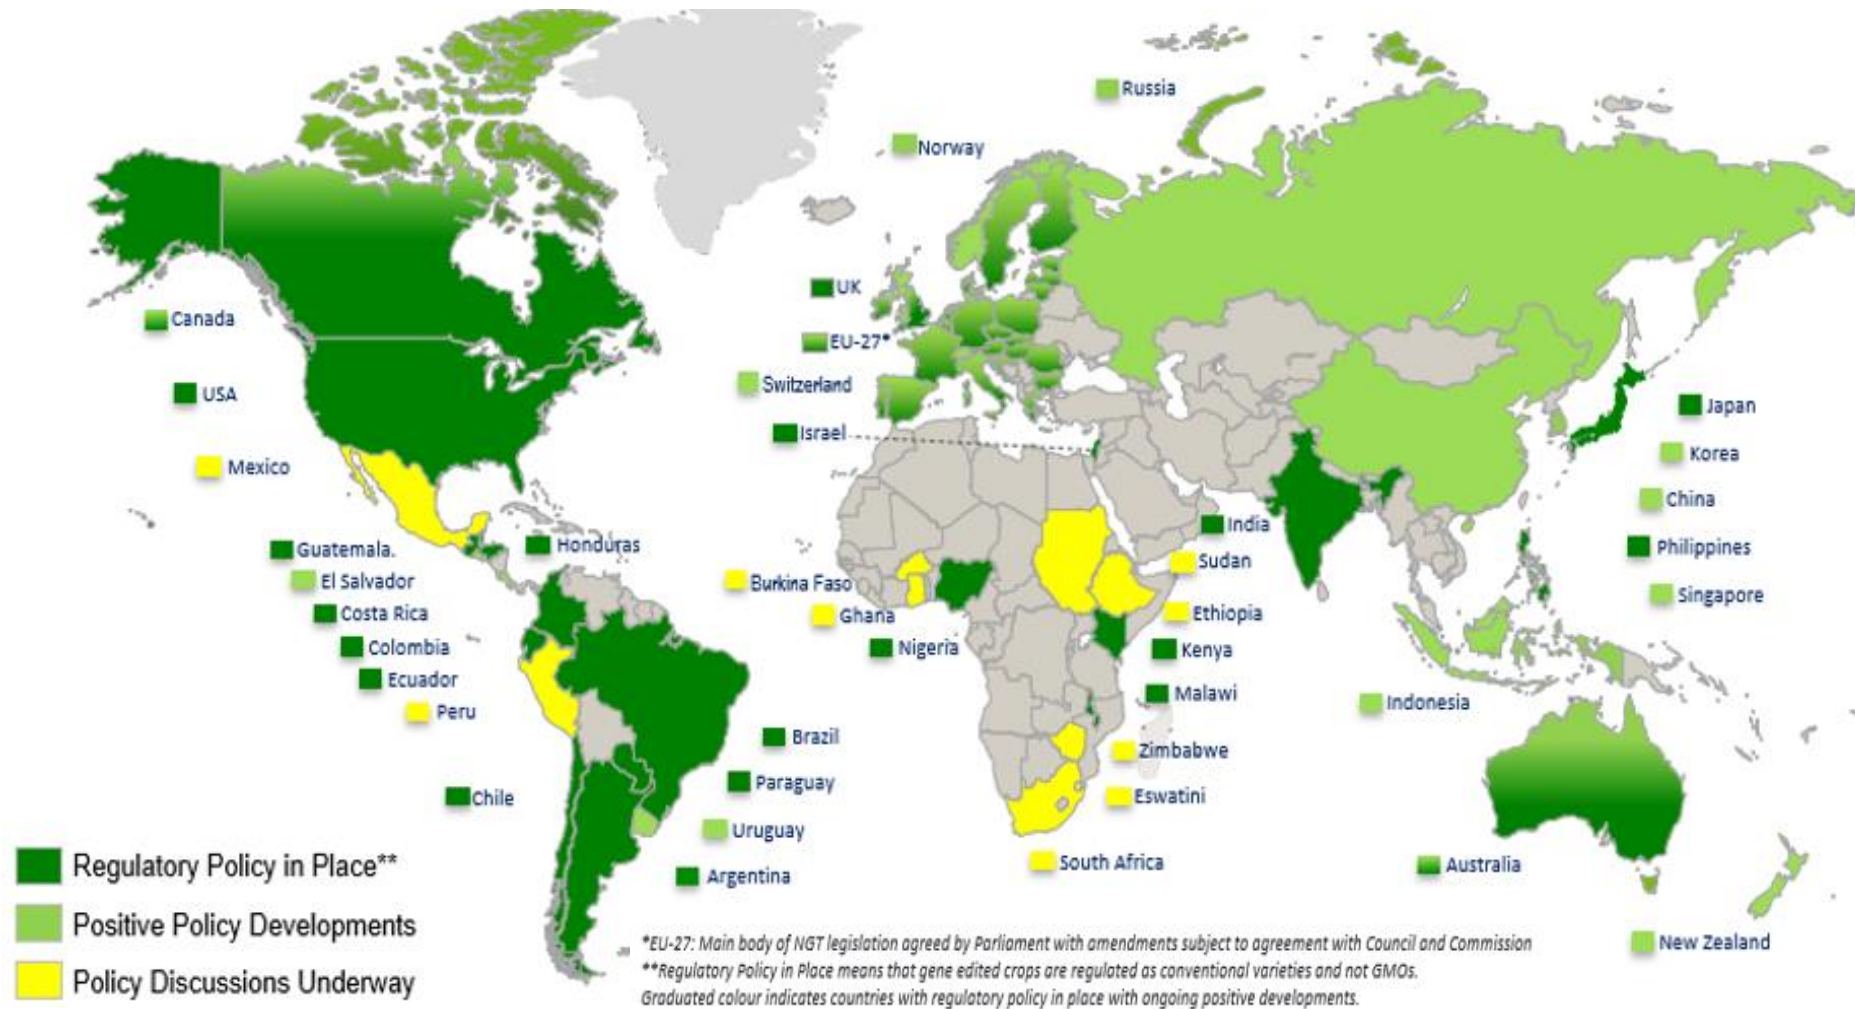 Russia
Norway
UK
Canada
EU-27*
Switzerland
USA
Japan
Israel
Korea
Mexico
China
India
Guatemala.
Honduras
Philippines
Sudan
El Salvador
Burkina Faso
Singapore
Costa Rica
Ghana
Ethiopia
Colombia
Nigeria
Kenya
Ecuador
Malawi
Indonesia
Peru
Brazil
Zimbabwe
Paraguay
Chile
Eswatini
Uruguay
South Africa
Australia
Argentina
New Zealand
Regulatory Policy in Place**
Positive Policy Developments
Policy Discussions Underway
*EU-27: Main body of NGT legislation agreed by Parliament with amendments subject to agreement with Council and Commission
**Regulatory Policy in Place means that gene edited crops are regulated as conventional varieties and not GMOs.
Graduated colour indicates countries with regulatory policy in place with ongoing positive developments.